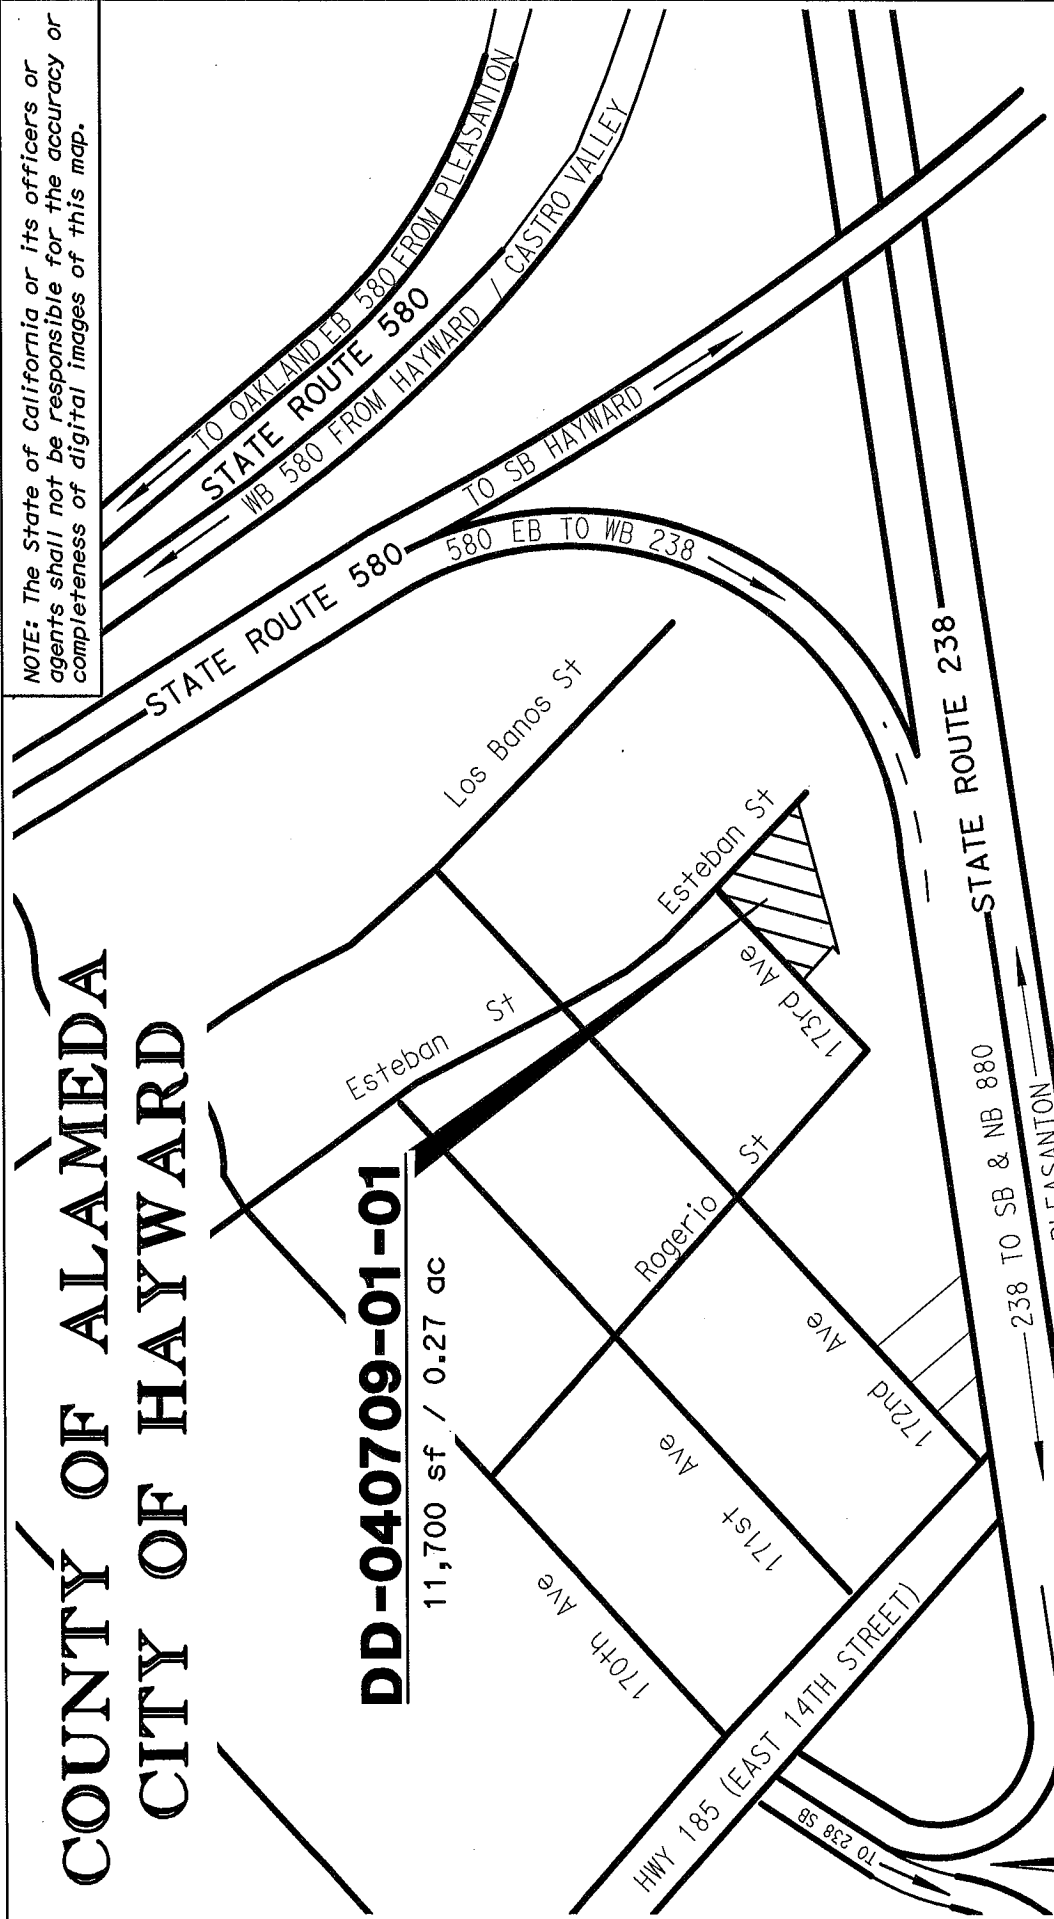 NOTE: The State of California or its officers or
agents shall not be responsible for the accuracy or
completeness of digital images of this map.
COUNTY OF ALAMEDA
CITY OF HAYWARD
DD-040709-01-01
11,700 sf / 0.27 ac
TO OAKLAND EB 580 FROM PLEASANTON
STATE ROUTE 580
WB 580 FROM HAYWARD / CASTRO VALLEY
STATE ROUTE 580
TO SB HAYWARD
580 EB TO WB 238
Los Banos St
Esteban St
Esteban St
173rd Ave
Rogerio St
172nd Ave
171st Ave
170th Ave
HWY 185 (EAST 14TH STREET)
TO 238 SB
STATE ROUTE 238
238 TO SB & NB 880
PLEASANTON